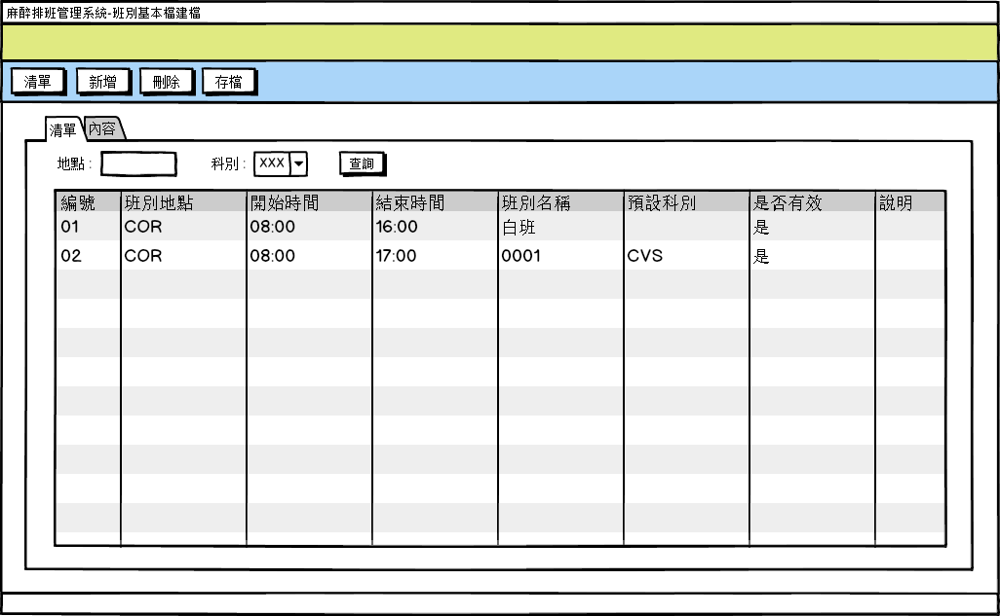 麻醉排班管理系統-班別基本檔建檔
清單 新增 刪除 存檔
清單 內容
地點： 科別： XXX 查詢
編號 班別地點 開始時間 結束時間 班別名稱 預設科別 是否有效 說明
01 COR 08:00 16:00 白班 是
02 COR 08:00 17:00 0001 CVS 是